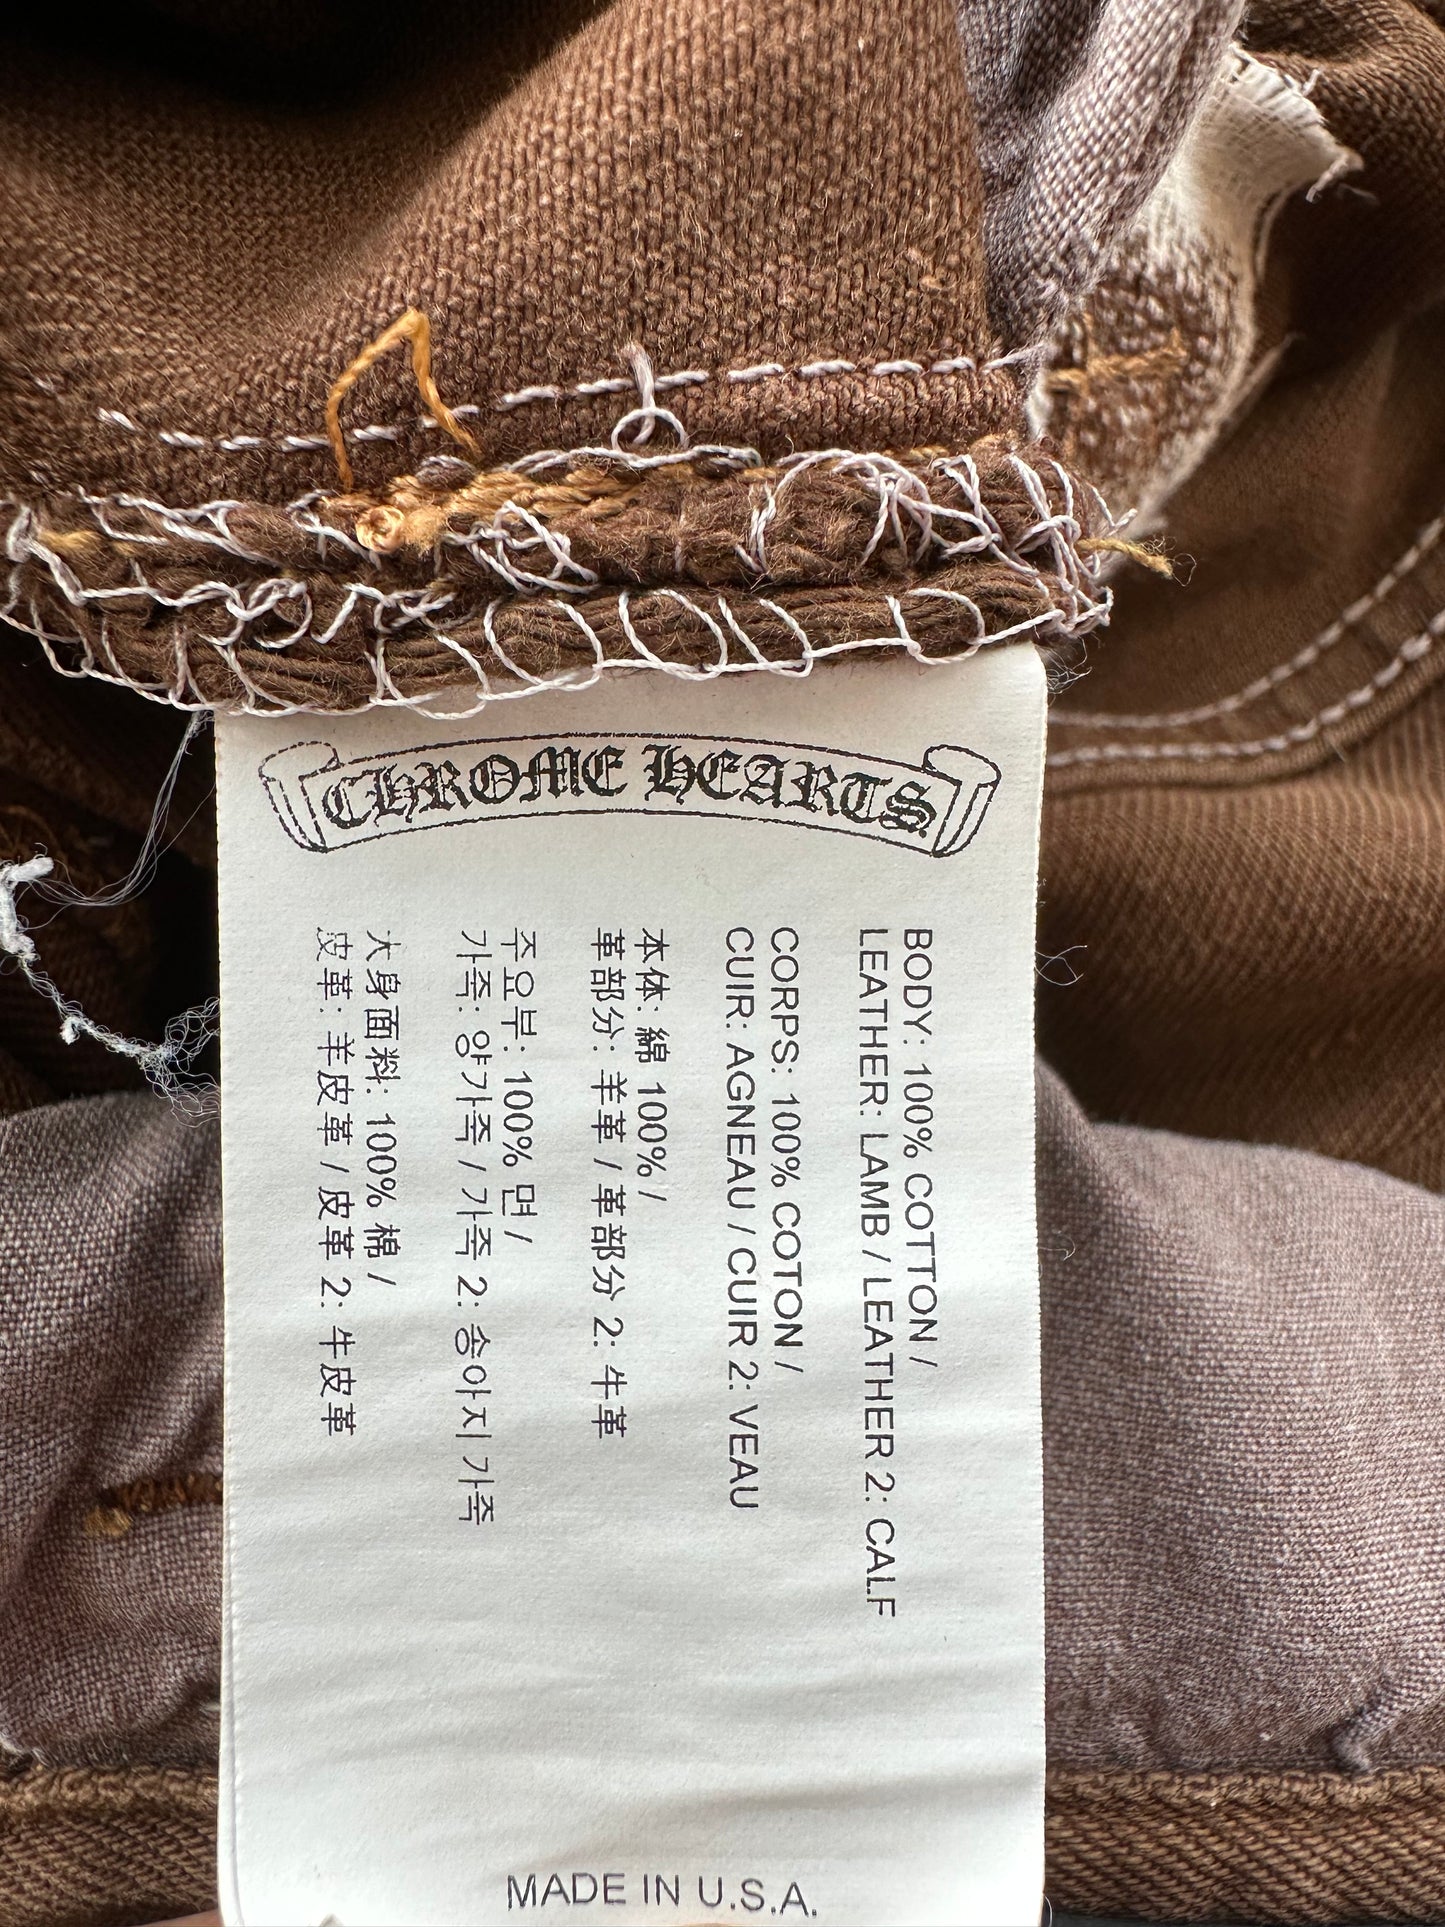 CHROME HEARTS
BODY: 100% COTTON /
LEATHER: LAMB / LEATHER 2: CALF
CORPS: 100% COTON /
CUIR: AGNEAU / CUIR 2: VEAU
本体: 綿 100% /
革部分: 羊革 / 革部分 2: 牛革
주요부: 100% 면 /
가죽: 양가죽 / 가죽 2: 송아지 가죽
大身面料: 100% 棉 /
皮革: 羊皮革 / 皮革 2: 牛皮革
MADE IN U.S.A.